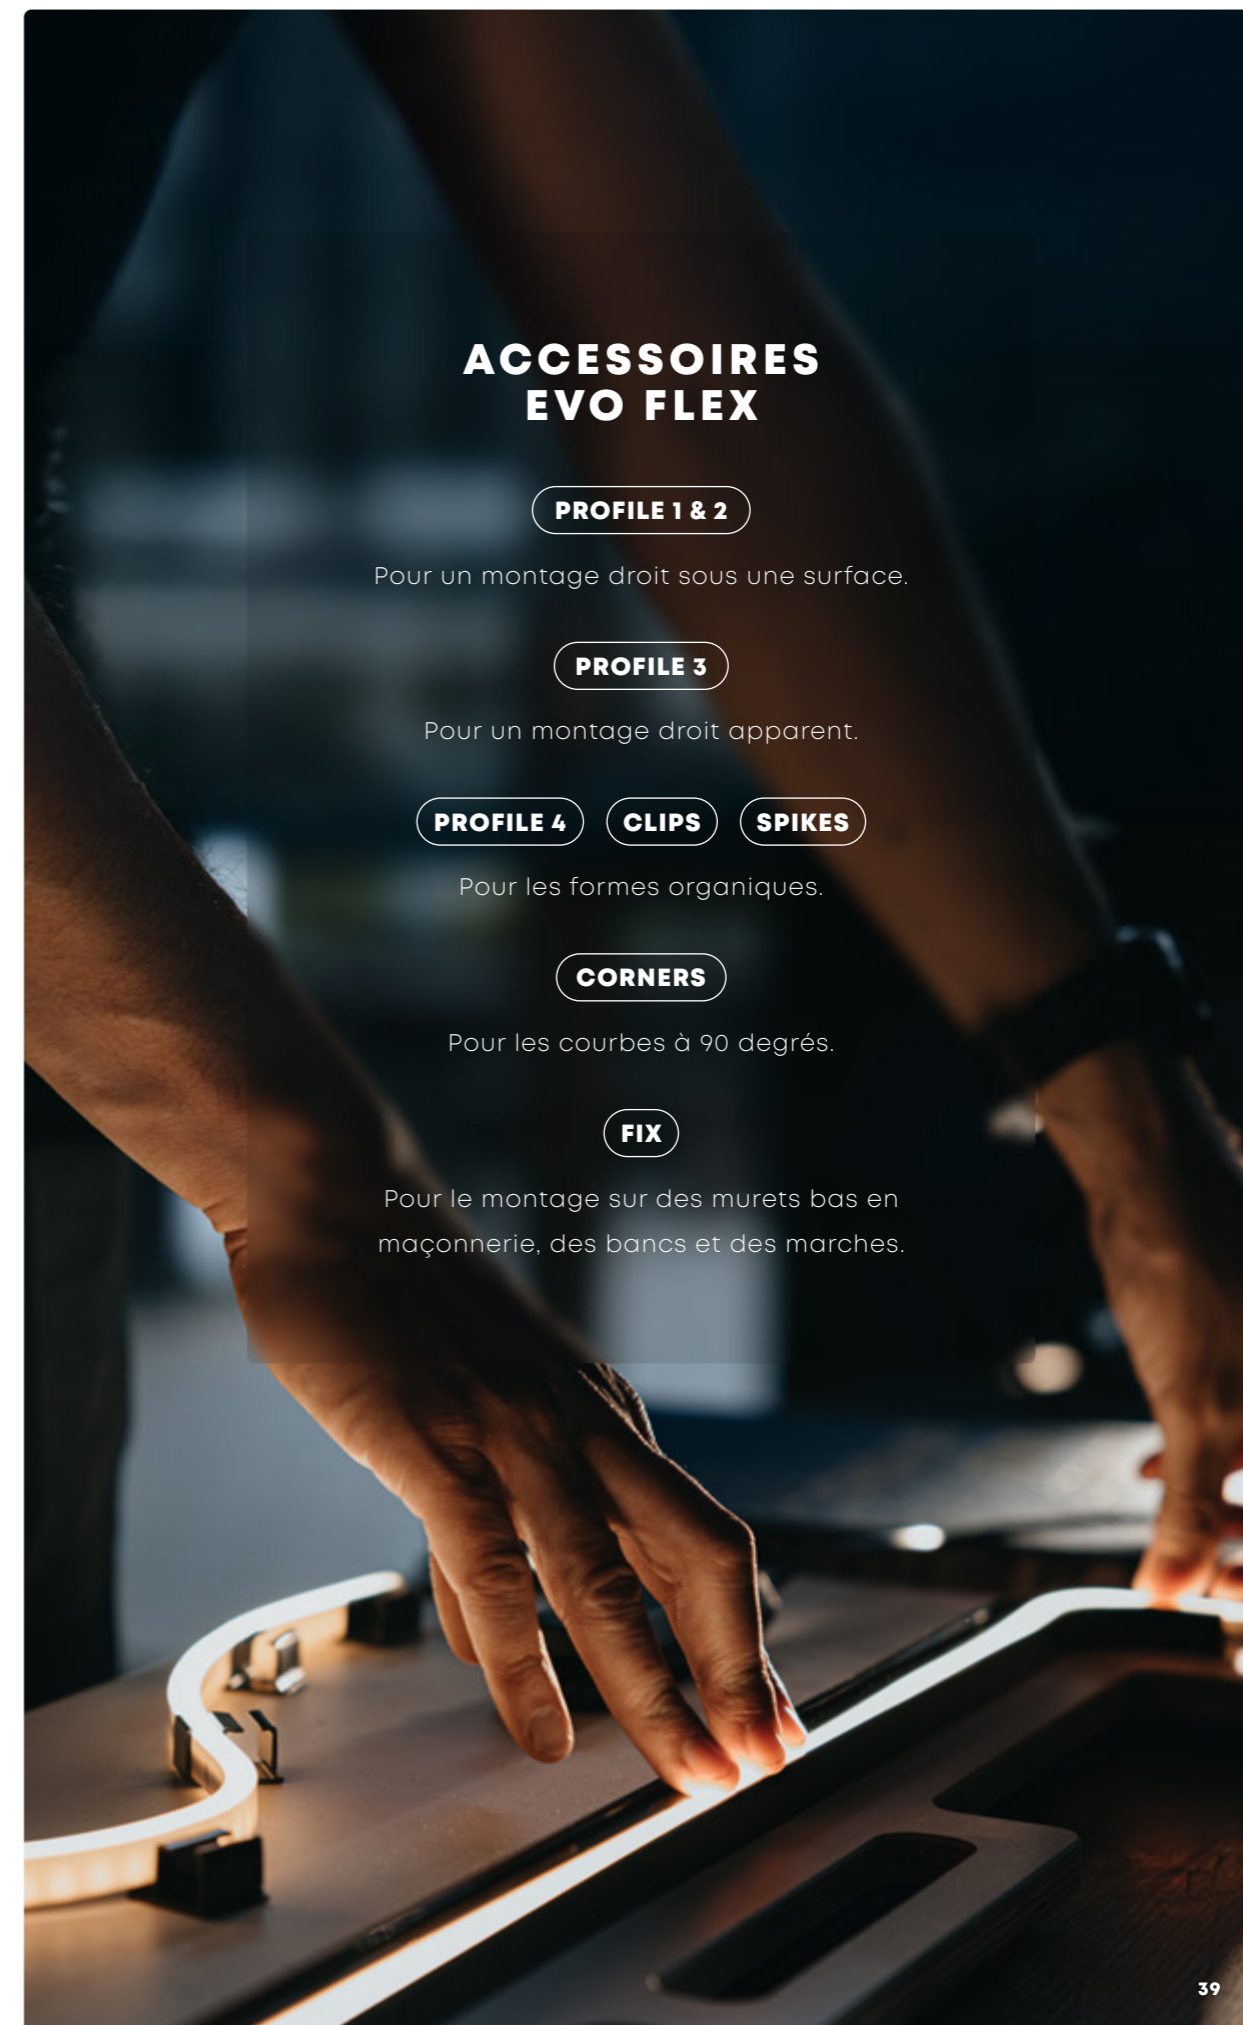 ACCESSOIRES
EVO FLEX
PROFILE 1 & 2
Pour un montage droit sous une surface.
PROFILE 3
Pour un montage droit apparent.
PROFILE 4 CLIPS SPIKES
Pour les formes organiques.
CORNERS
Pour les courbes à 90 degrés.
FIX
Pour le montage sur des murets bas en
maçonnerie, des bancs et des marches.
39